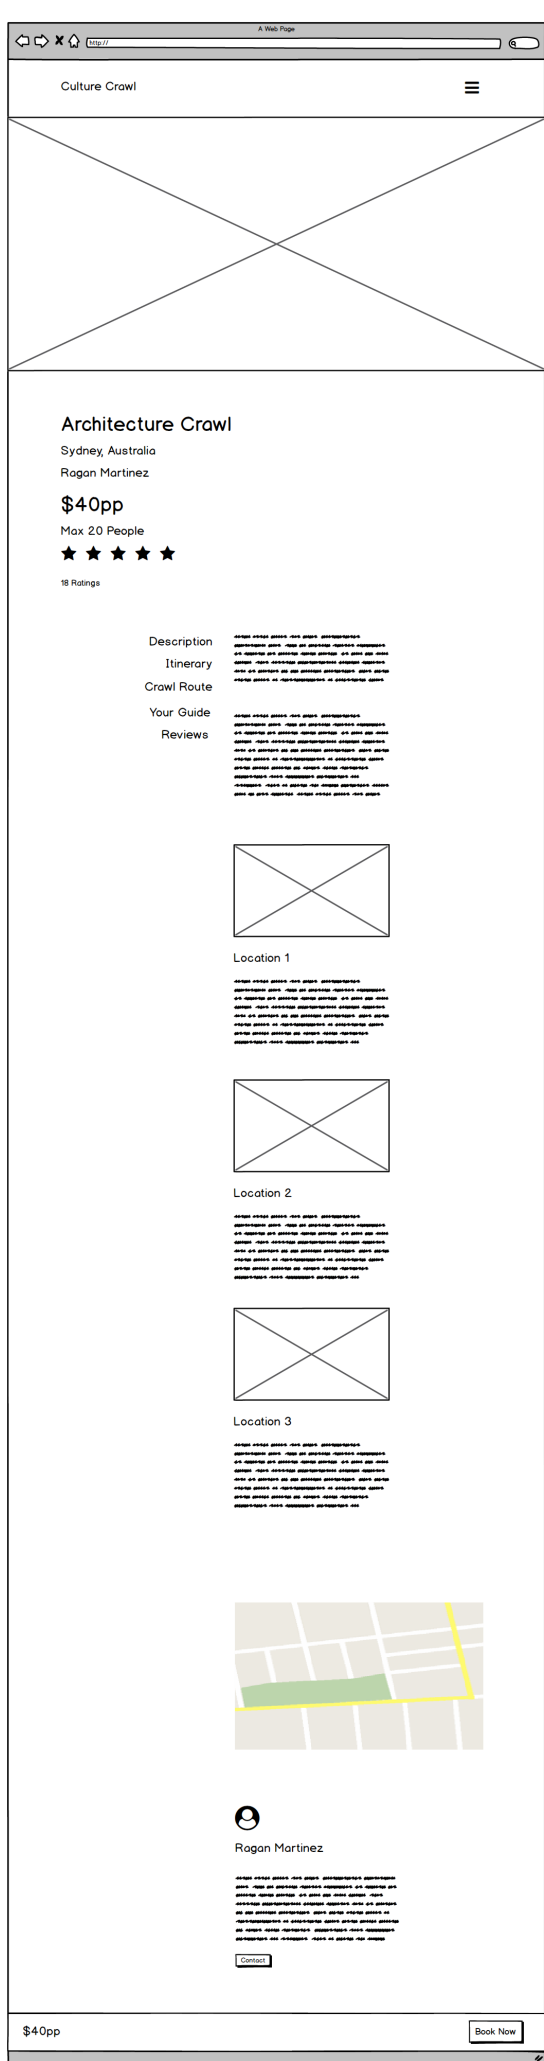 A Web Page
http://
Culture Crawl
Architecture Crawl
Sydney, Australia
Ragan Martinez
$40pp
Max 20 People
18 Ratings
Description
Itinerary
Crawl Route
Your Guide
Reviews
Location 1
Location 2
Location 3
Ragan Martinez
Contact
$40pp
Book Now